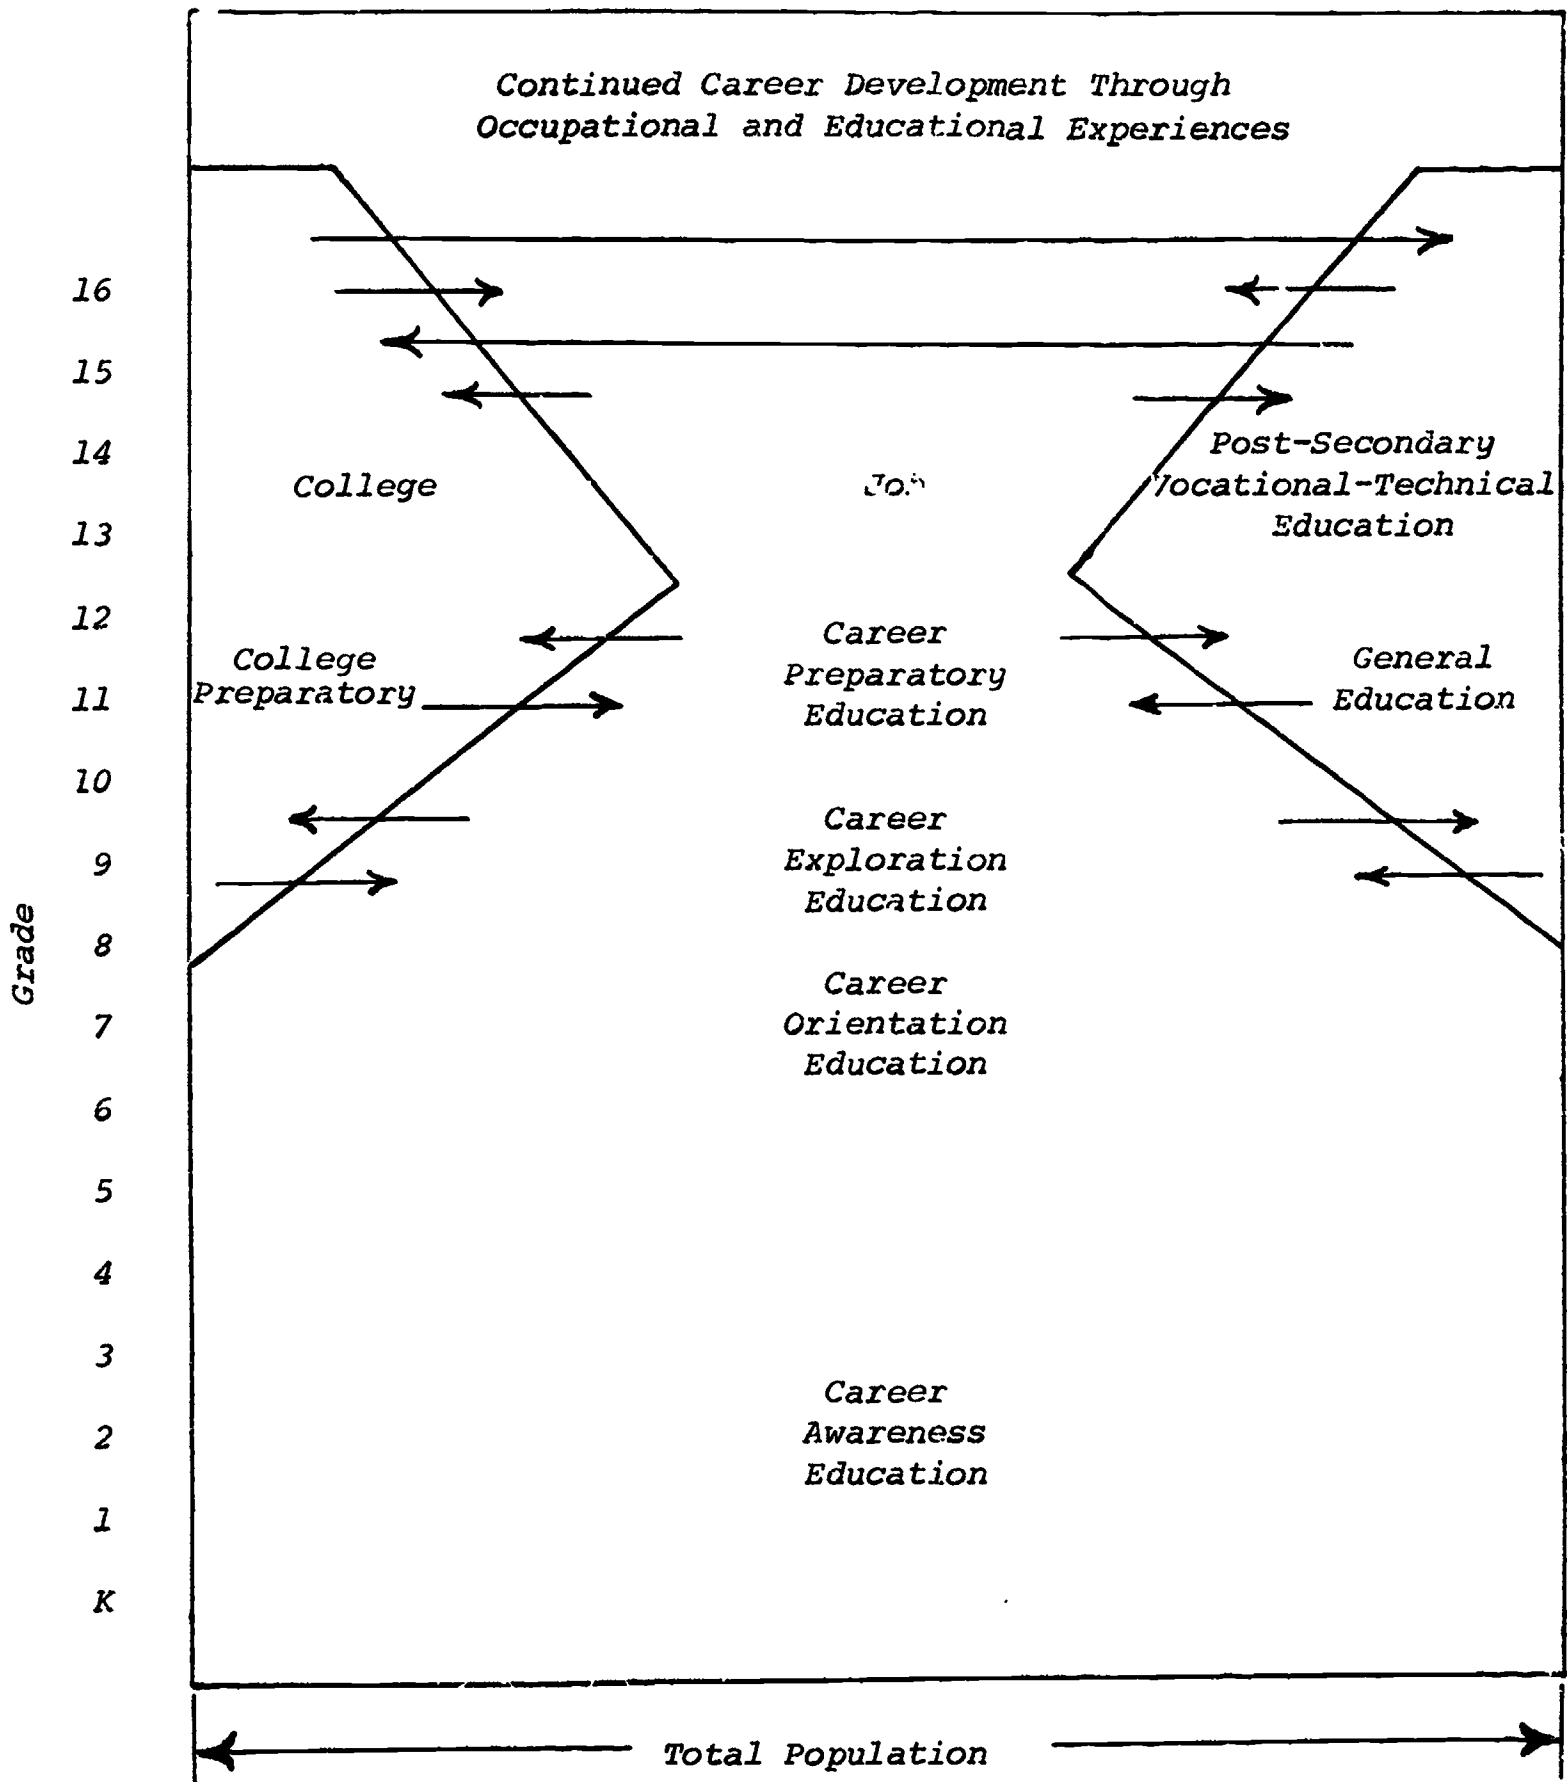 Continued Career Development Through
Occupational and Educational Experiences
16
15
14
13
12
11
10
9
8
7
6
5
4
3
2
1
K
Grade
College
Post-Secondary
Vocational-Technical
Education
College
Preparatory
Career
Preparatory
Education
General
Education
Career
Exploration
Education
Career
Orientation
Education
Career
Awareness
Education
Total Population